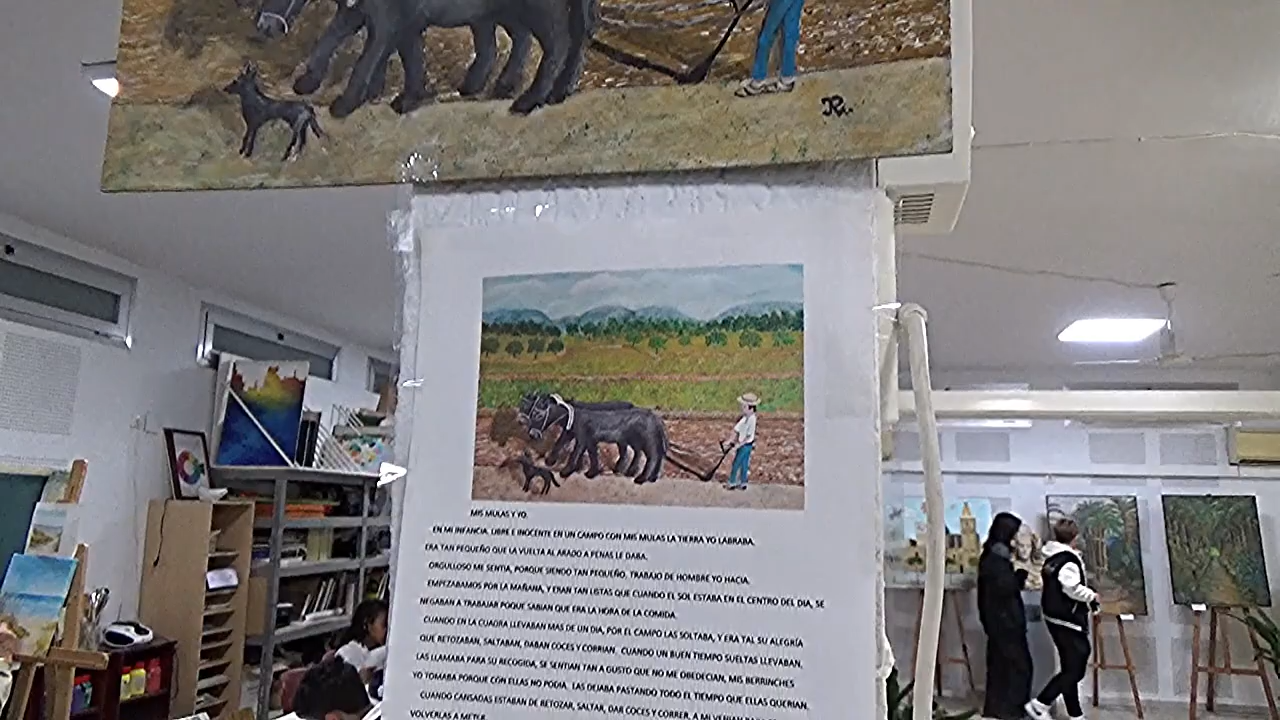 MIS MULAS Y YO.
EN MI INFANCIA. LIBRE E INOCENTE EN UN CAMPO CON MIS MULAS LA TIERRA YO LABRABA.
ERA TAN PEQUEÑO QUE LA VUELTA AL ARADO A PENAS LE DABA.
ORGULLOSO ME SENTIA, PORQUE SIENDO TAN PEQUEÑO, TRABAJO DE HOMBRE YO HACIA.
EMPEZABAMOS POR LA MAÑANA, Y ERAN TAN LISTAS QUE CUANDO EL SOL ESTABA EN EL CENTRO DEL DIA, SE
NEGABAN A TRABAJAR POQUE SABIAN QUE ERA LA HORA DE LA COMIDA.
CUANDO EN LA CUADRA LLEVABAN MAS DE UN DIA, POR EL CAMPO LAS SOLTABA, Y ERA TAL SU ALEGRÍA
QUE RETOZABAN, SALTABAN, DABAN COCES Y CORRIAN. CUANDO UN BUEN TIEMPO SUELTAS LLEVABAN,
LAS LLAMABA PARA SU RECOGIDA, SE SENTIAN TAN A GUSTO QUE NO ME OBEDECIAN, MIS BERRINCHES
YO TOMABA PORQUE CON ELLAS NO PODIA. LAS DEJABA PASTANDO TODO EL TIEMPO QUE ELLAS QUERIAN.
CUANDO CANSADAS ESTABAN DE RETOZAR, SALTAR, DAR COCES Y CORRER, A MI VENIAN
VOLVERLAS A METER